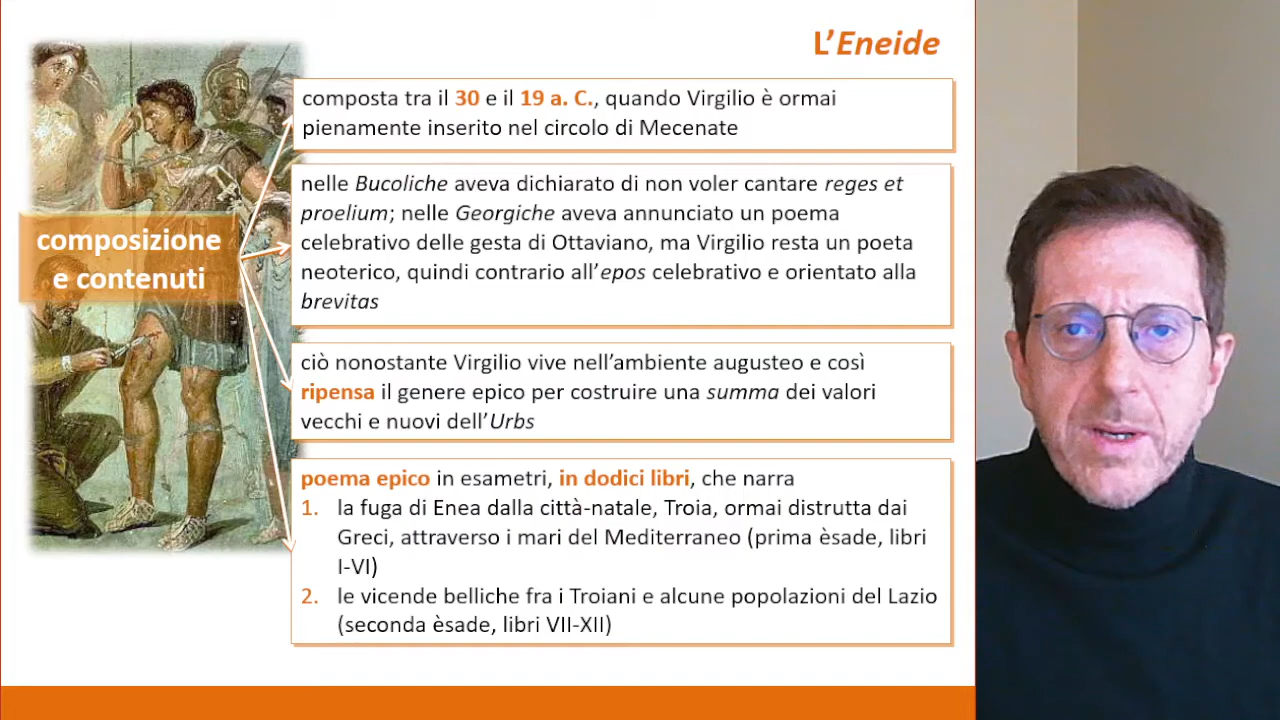 L’Eneide
composta tra il 30 e il 19 a. C., quando Virgilio è ormai
pienamente inserito nel circolo di Mecenate
nelle Bucoliche aveva dichiarato di non voler cantare reges et
proelium; nelle Georgiche aveva annunciato un poema
celebrativo delle gesta di Ottaviano, ma Virgilio resta un poeta
neoterico, quindi contrario all’epos celebrativo e orientato alla
brevitas
composizione
e contenuti
ciò nonostante Virgilio vive nell’ambiente augusteo e così
ripensa il genere epico per costruire una summa dei valori
vecchi e nuovi dell’Urbs
poema epico in esametri, in dodici libri, che narra
1. la fuga di Enea dalla città-natale, Troia, ormai distrutta dai
Greci, attraverso i mari del Mediterraneo (prima èsade, libri
I-VI)
2. le vicende belliche fra i Troiani e alcune popolazioni del Lazio
(seconda èsade, libri VII-XII)